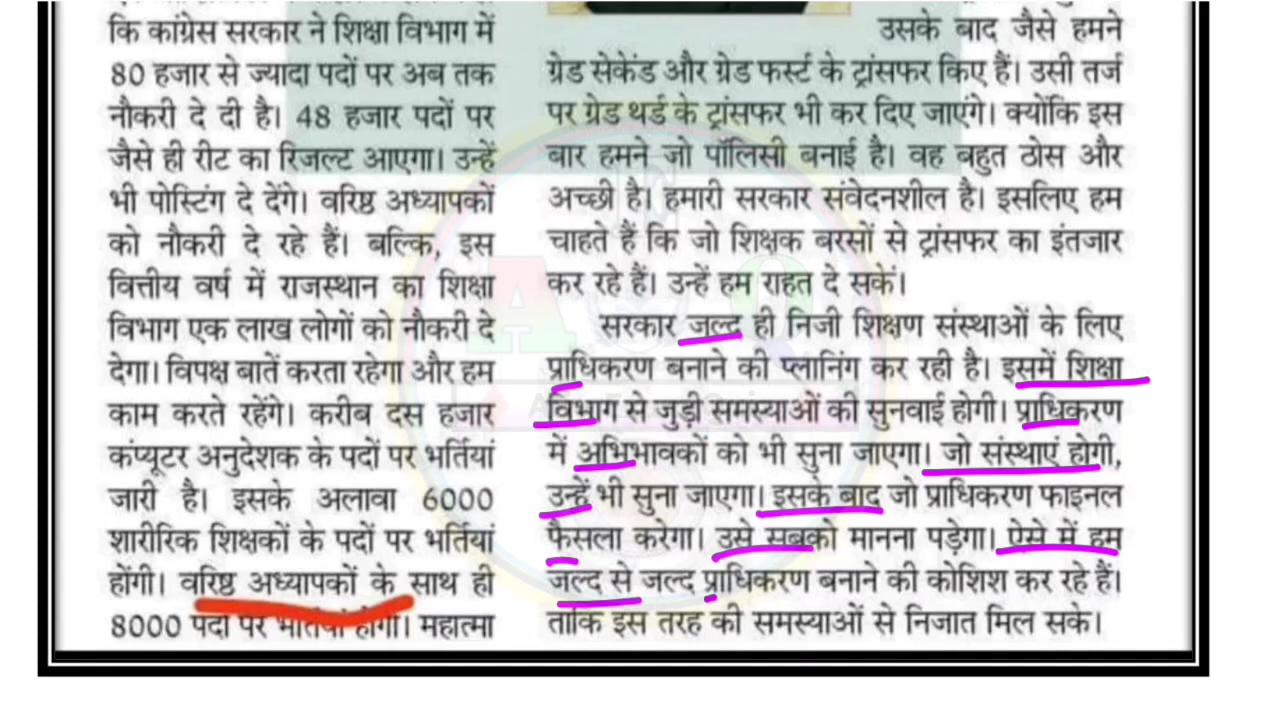 कि कांग्रेस सरकार ने शिक्षा विभाग में
80 हजार से ज्यादा पदों पर अब तक
नौकरी दे दी है। 48 हजार पदों पर
जैसे ही रीट का रिजल्ट आएगा। उन्हें
भी पोस्टिंग दे देंगे। वरिष्ठ अध्यापकों
को नौकरी दे रहे हैं। बल्कि, इस
वित्तीय वर्ष में राजस्थान का शिक्षा
विभाग एक लाख लोगों को नौकरी दे
देगा। विपक्ष बातें करता रहेगा और हम
काम करते रहेंगे। करीब दस हजार
कंप्यूटर अनुदेशक के पदों पर भर्तियां
जारी है। इसके अलावा 6000
शारीरिक शिक्षकों के पदों पर भर्तियां
होंगी। वरिष्ठ अध्यापकों के साथ ही
8000 पदों पर भर्तियां होंगी। महात्मा
उसके बाद जैसे हमने
ग्रेड सेकेंड और ग्रेड फर्स्ट के ट्रांसफर किए हैं। उसी तर्ज
पर ग्रेड थर्ड के ट्रांसफर भी कर दिए जाएंगे। क्योंकि इस
बार हमने जो पॉलिसी बनाई है। वह बहुत ठोस और
अच्छी है। हमारी सरकार संवेदनशील है। इसलिए हम
चाहते हैं कि जो शिक्षक बरसों से ट्रांसफर का इंतजार
कर रहे हैं। उन्हें हम राहत दे सकें।
सरकार जल्द ही निजी शिक्षण संस्थाओं के लिए
प्राधिकरण बनाने की प्लानिंग कर रही है। इसमें शिक्षा
विभाग से जुड़ी समस्याओं की सुनवाई होगी। प्राधिकरण
में अभिभावकों को भी सुना जाएगा। जो संस्थाएं होगी,
उन्हें भी सुना जाएगा। इसके बाद जो प्राधिकरण फाइनल
फैसला करेगा। उसे सबको मानना पड़ेगा। ऐसे में हम
जल्द से जल्द प्राधिकरण बनाने की कोशिश कर रहे हैं।
ताकि इस तरह की समस्याओं से निजात मिल सके।